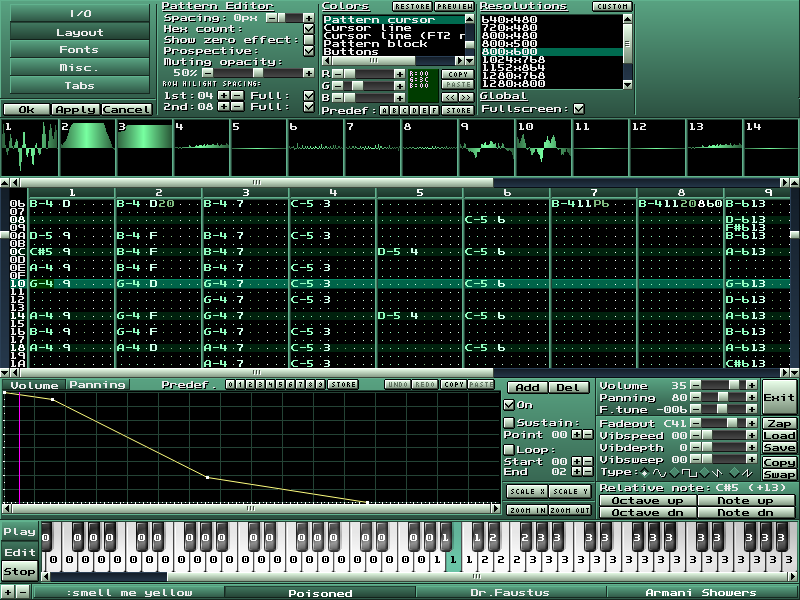 I/O
Layout
Fonts
Misc.
Tabs
Ok Apply Cancel
Pattern Editor
Spacing: 0px
Hex count:
Show zero effect:
Prospective:
Muting opacity:
50%
ROW HILIGHT SPACING:
1st:04 Full:
2nd:08 Full:
Colors RESTORE PREVIEW
Pattern cursor
Cursor line
Cursor line (FT2 r
Pattern block
Buttons
R R:00 COPY
G G:3C PASTE
B B:00 << >>
Predef: A B C D E F STORE
Resolutions CUSTOM
640x480
720x480
800x480
800x500
800x600
1024x768
1152x864
1280x768
1280x800
Global
Fullscreen:
1 2 3 4 5 6 7 8 9 10 11 12 13 14
1 2 3 4 5 6 7 8 9
06 B-4 D B-4 D20 B-4 7 C-5 3 B-411P6 B-41120860 B-613
07
08 C-5 6 D-613
09 F#613
0A D-5 9 B-4 F B-4 7 C-5 3 B-613
0B
0C C#5 9 B-4 F B-4 7 D-5 4 C-5 6 A-613
0D
0E A-4 9 B-4 F B-4 7 C-5 3
0F
10 G-4 9 G-4 D G-4 7 C-5 3 C-5 6 G-613
11
12 G-4 7 C-5 3 D-613
13
14 A-4 9 G-4 F G-4 7 D-5 4 C-5 6 A-613
15
16 B-4 9 G-4 F G-4 7 C-5 3 B-613
17
18 A-4 9 A-4 D G-4 7 C-5 3 C-5 6 A-613
19
1A A-4 7 C-5 3 C#613
Volume Panning Predef. 0 1 2 3 4 5 6 7 8 9 STORE UNDO REDO COPY PASTE
Add Del
On
Sustain:
Point 00
Loop:
Start 00
End 02
SCALE X SCALE Y
ZOOM IN ZOOM OUT
Volume 35
Panning 80
F.tune -006
Fadeout C41
Vibspeed 00
Vibdepth 0
Vibsweep 00
Type:
Relative note: C#5 (+13)
Octave up Note up
Octave dn Note dn
Exit
Zap
Load
Save
Copy
Swap
Play
Edit
Stop
:smell me yellow Poisoned Dr.Faustus Armani Showers